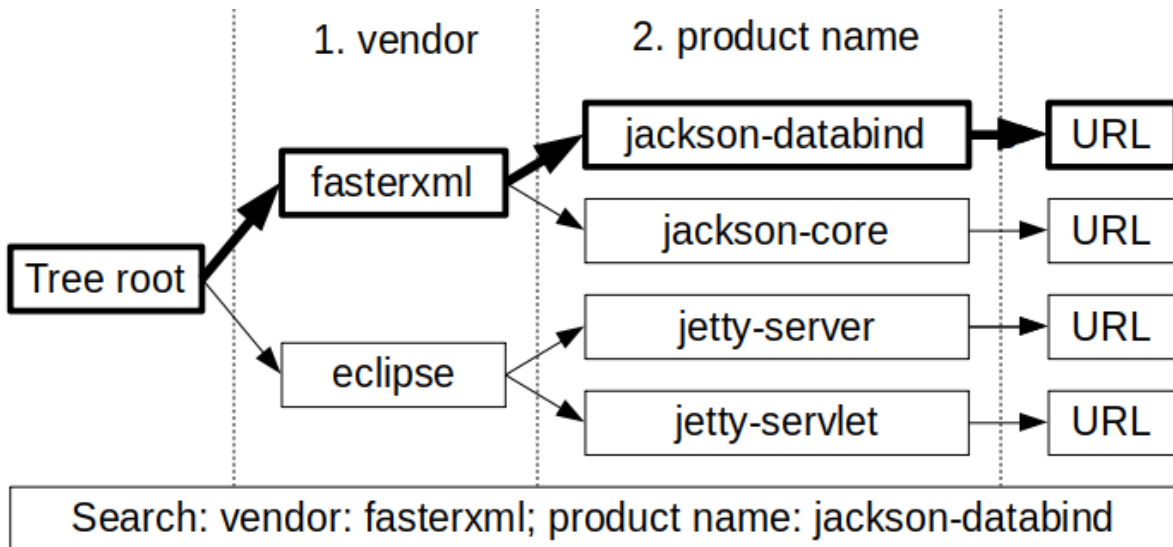 1. vendor
2. product name
jackson-databind
URL
fasterxml
jackson-core
URL
Tree root
jetty-server
URL
eclipse
jetty-servlet
URL
Search: vendor: fasterxml; product name: jackson-databind